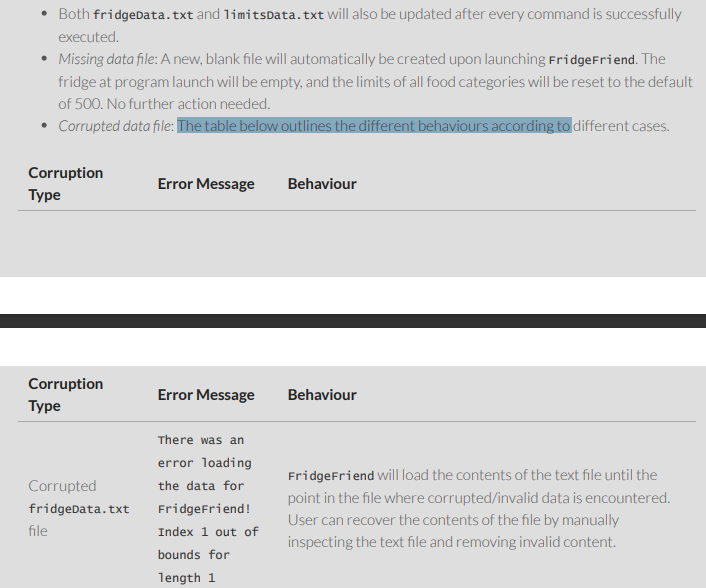 Both fridgeData.txt and limitsData.txt will also be updated after every command is successfully
executed.
Missing data file: A new, blank file will automatically be created upon launching FridgeFriend. The
fridge at program launch will be empty, and the limits of all food categories will be reset to the default
of 500. No further action needed.
Corrupted data file: The table below outlines the different behaviours according to different cases.
Corruption
Type
Error Message
Behaviour
Corruption
Type
Error Message
Behaviour
Corrupted
fridgeData.txt
file
There was an
error loading
the data for
FridgeFriend!
Index 1 out of
bounds for
length 1
FridgeFriend will load the contents of the text file until the
point in the file where corrupted/invalid data is encountered.
User can recover the contents of the file by manually
inspecting the text file and removing invalid content.